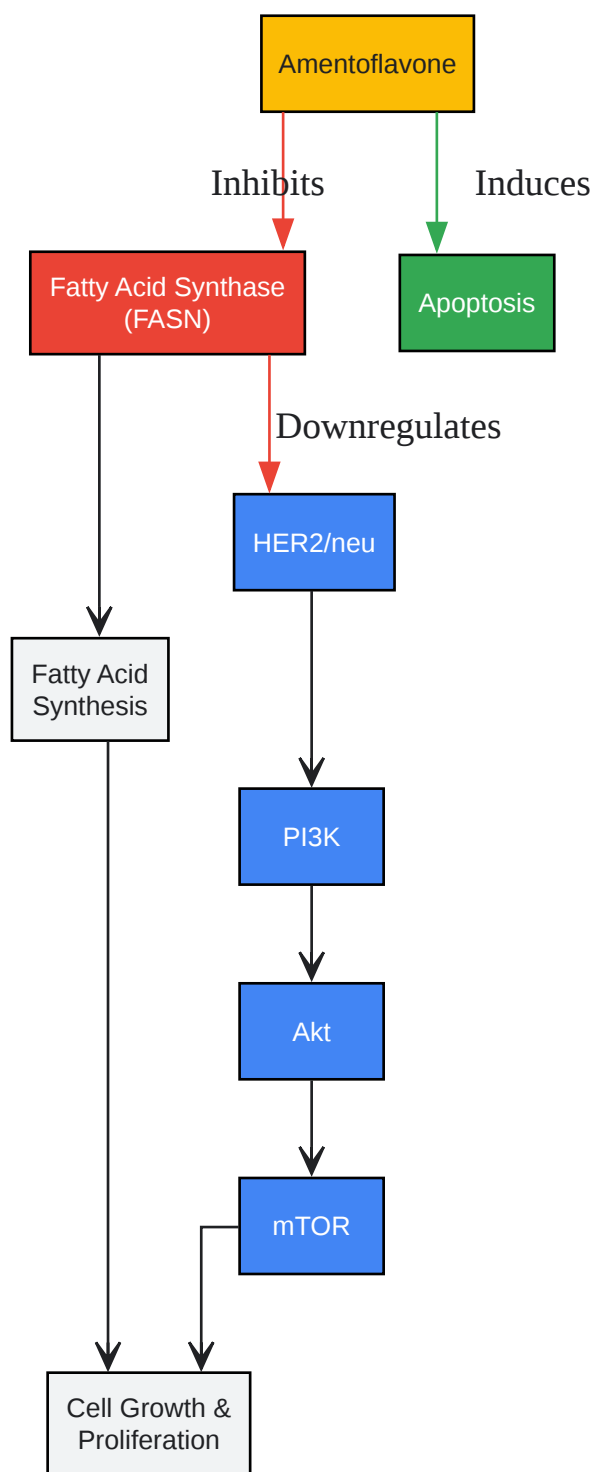 Amentoflavone
Inhibits
Induces
Fatty Acid Synthase
(FASN)
Apoptosis
Downregulates
HER2/neu
Fatty Acid
Synthesis
PI3K
Akt
mTOR
Cell Growth &
Proliferation